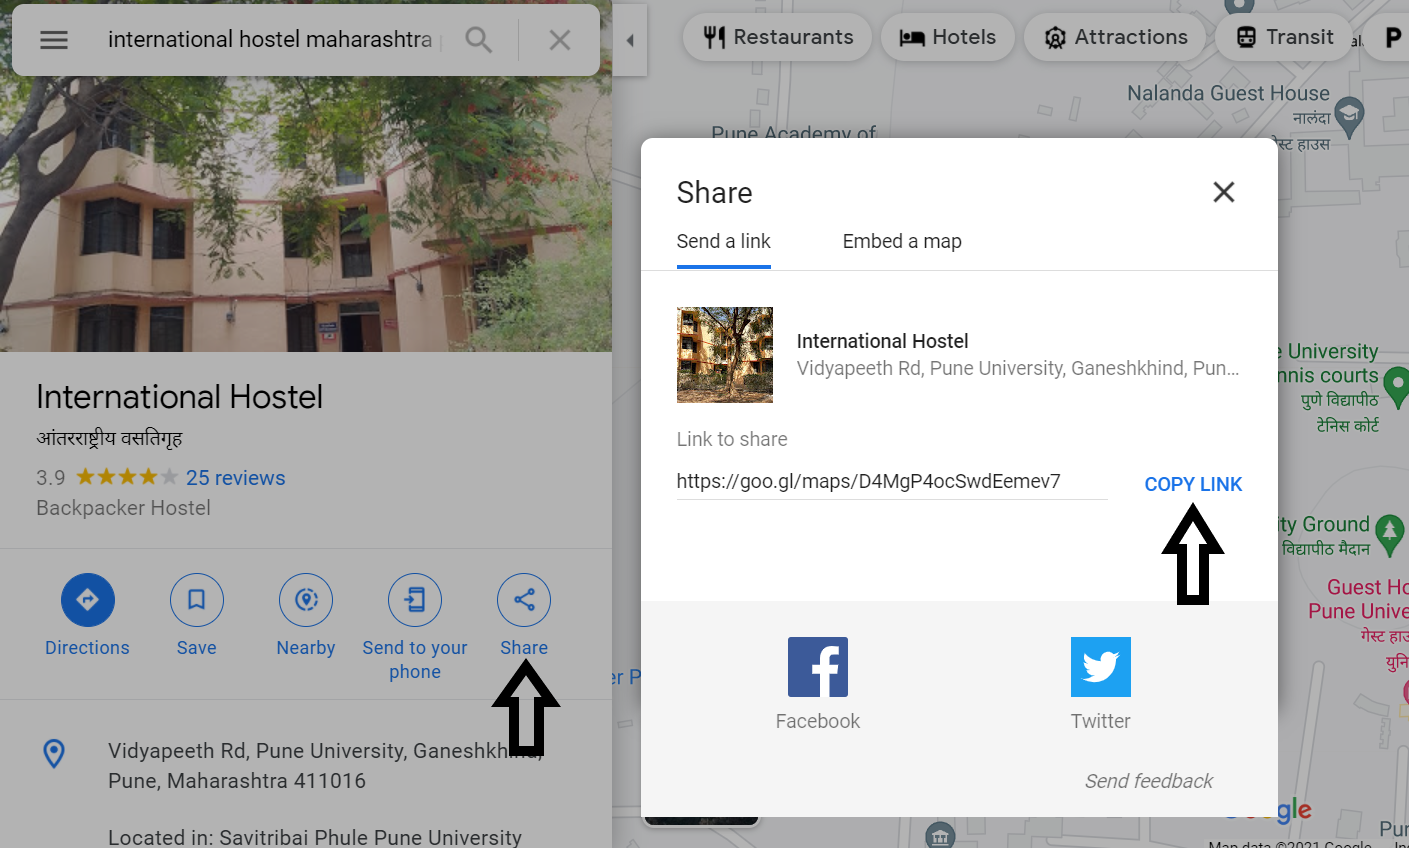 international hostel maharashtra
Restaurants
Hotels
Attractions
Transit
P
Nalanda Guest House
नालंदा
गेस्ट हाउस
Pune Academy of
Share
Send a link
Embed a map
International Hostel
Vidyapeeth Rd, Pune University, Ganeshkhind, Pun...
Link to share
https://goo.gl/maps/D4MgP4ocSwdEemev7
COPY LINK
Facebook
Twitter
Send feedback
International Hostel
आंतरराष्ट्रीय वसतिगृह
3.9
25 reviews
Backpacker Hostel
Directions
Save
Nearby
Send to your
phone
Share
Vidyapeeth Rd, Pune University, Ganeshkhind,
Pune, Maharashtra 411016
Located in: Savitribai Phule Pune University
e University
nnis courts
पुणे विद्यापीठ
टेनिस कोर्ट
ity Ground
विद्यापीठ मैदान
Guest Ho
Pune Unive
गेस्ट हाउ
युनि
er P
gle
Pun
Map data ©2021 Google